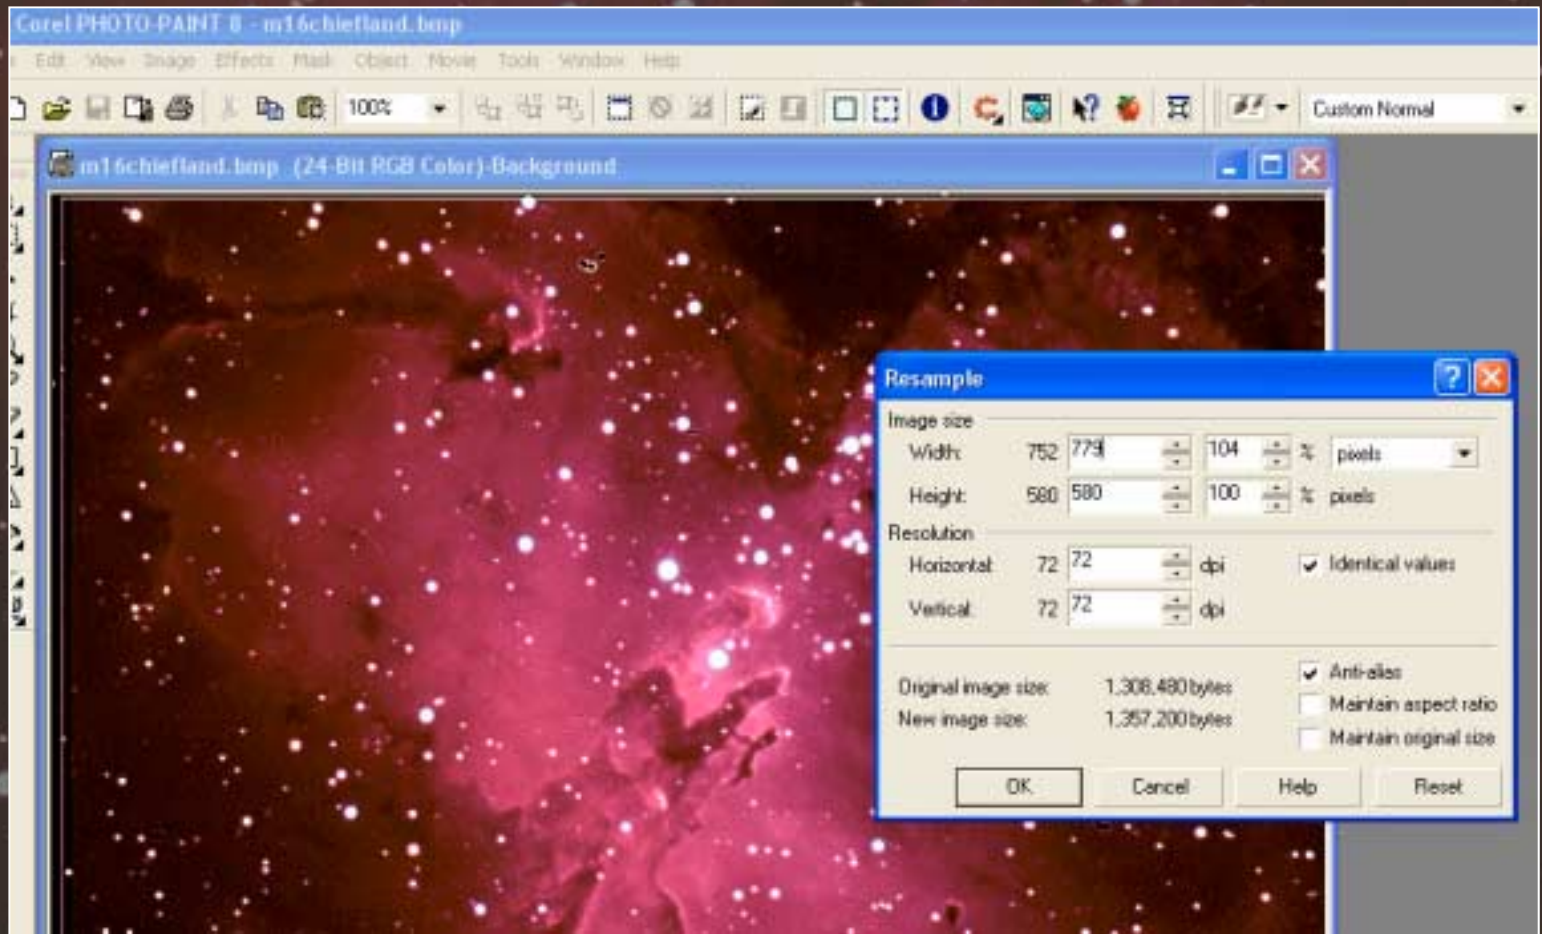 Corel PHOTO-PAINT 8 - m16chiefland.bmp
Edit View Image Effects Mask Object Movie Tools Window Help
100%
Custom Normal
m16chiefland.bmp (24-Bit RGB Color)-Background
Resample
Image size
Width: 752 779 104 % pixels
Height: 580 580 100 % pixels
Resolution
Horizontal: 72 72 dpi Identical values
Vertical: 72 72 dpi
Anti-alias
Original image size: 1,308,480 bytes
Maintain aspect ratio
New image size: 1,357,200 bytes
Maintain original size
OK Cancel Help Reset